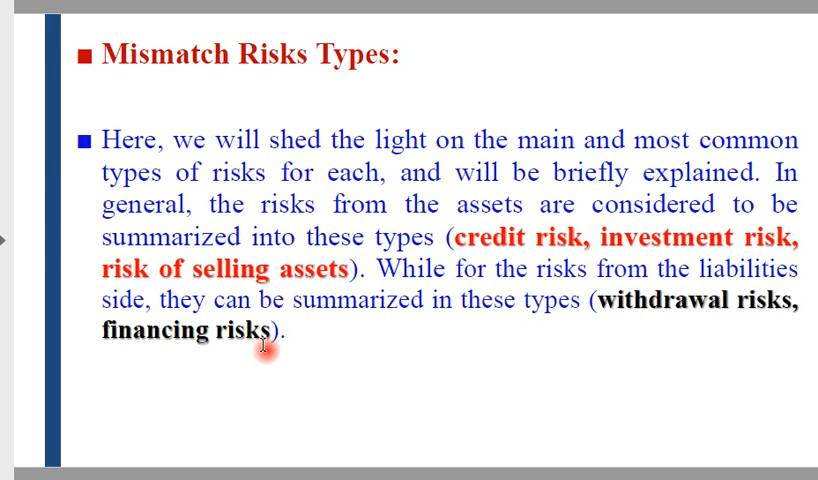 Mismatch Risks Types:
Here, we will shed the light on the main and most common
types of risks for each, and will be briefly explained. In
general, the risks from the assets are considered to be
summarized into these types (credit risk, investment risk,
risk of selling assets). While for the risks from the liabilities
side, they can be summarized in these types (withdrawal risks,
financing risks).